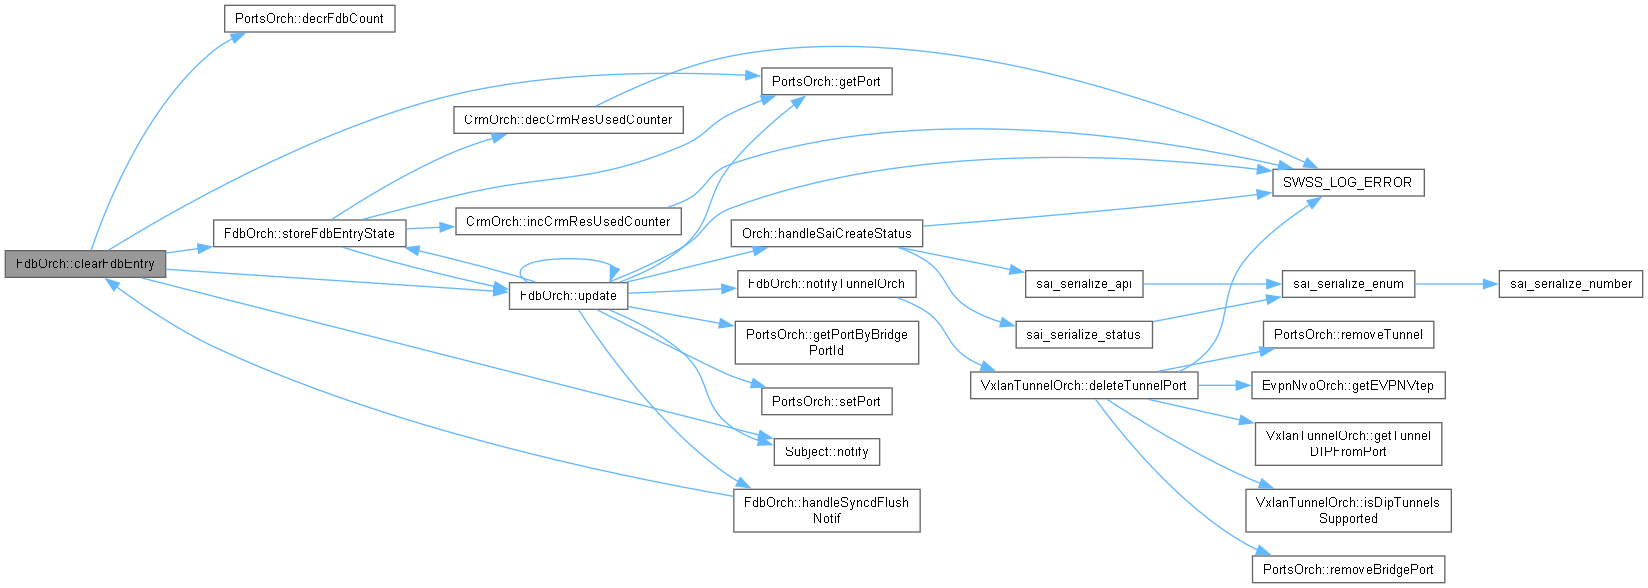 PortsOrch::decrFdbCount
PortsOrch::getPort
CrmOrch::decCrmResUsedCounter
SWSS_LOG_ERROR
CrmOrch::incCrmResUsedCounter
FdbOrch::storeFdbEntryState
Orch::handleSaiCreateStatus
FdbOrch::clearFdbEntry
FdbOrch::update
FdbOrch::notifyTunnelOrch
sai_serialize_api
sai_serialize_enum
sai_serialize_number
PortsOrch::getPortByBridge
PortId
sai_serialize_status
PortsOrch::removeTunnel
VxlanTunnelOrch::deleteTunnelPort
EvpnNvoOrch::getEVPNVtep
PortsOrch::setPort
VxlanTunnelOrch::getTunnel
DIPFromPort
Subject::notify
FdbOrch::handleSyncdFlush
Notif
VxlanTunnelOrch::isDipTunnels
Supported
PortsOrch::removeBridgePort